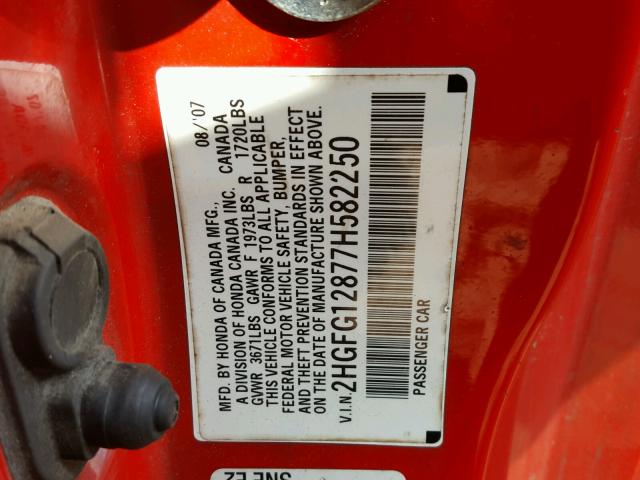 MFD. BY HONDA OF CANADA MFG., 08/'07
A DIVISION OF HONDA CANADA INC. CANADA
GVWR 3671LBS GAWR F 1973LBS R 1720LBS
THIS VEHICLE CONFORMS TO ALL APPLICABLE
FEDERAL MOTOR VEHICLE SAFETY, BUMPER,
AND THEFT PREVENTION STANDARDS IN EFFECT
ON THE DATE OF MANUFACTURE SHOWN ABOVE.
V.I.N. 2HGFG12877H582250
PASSENGER CAR